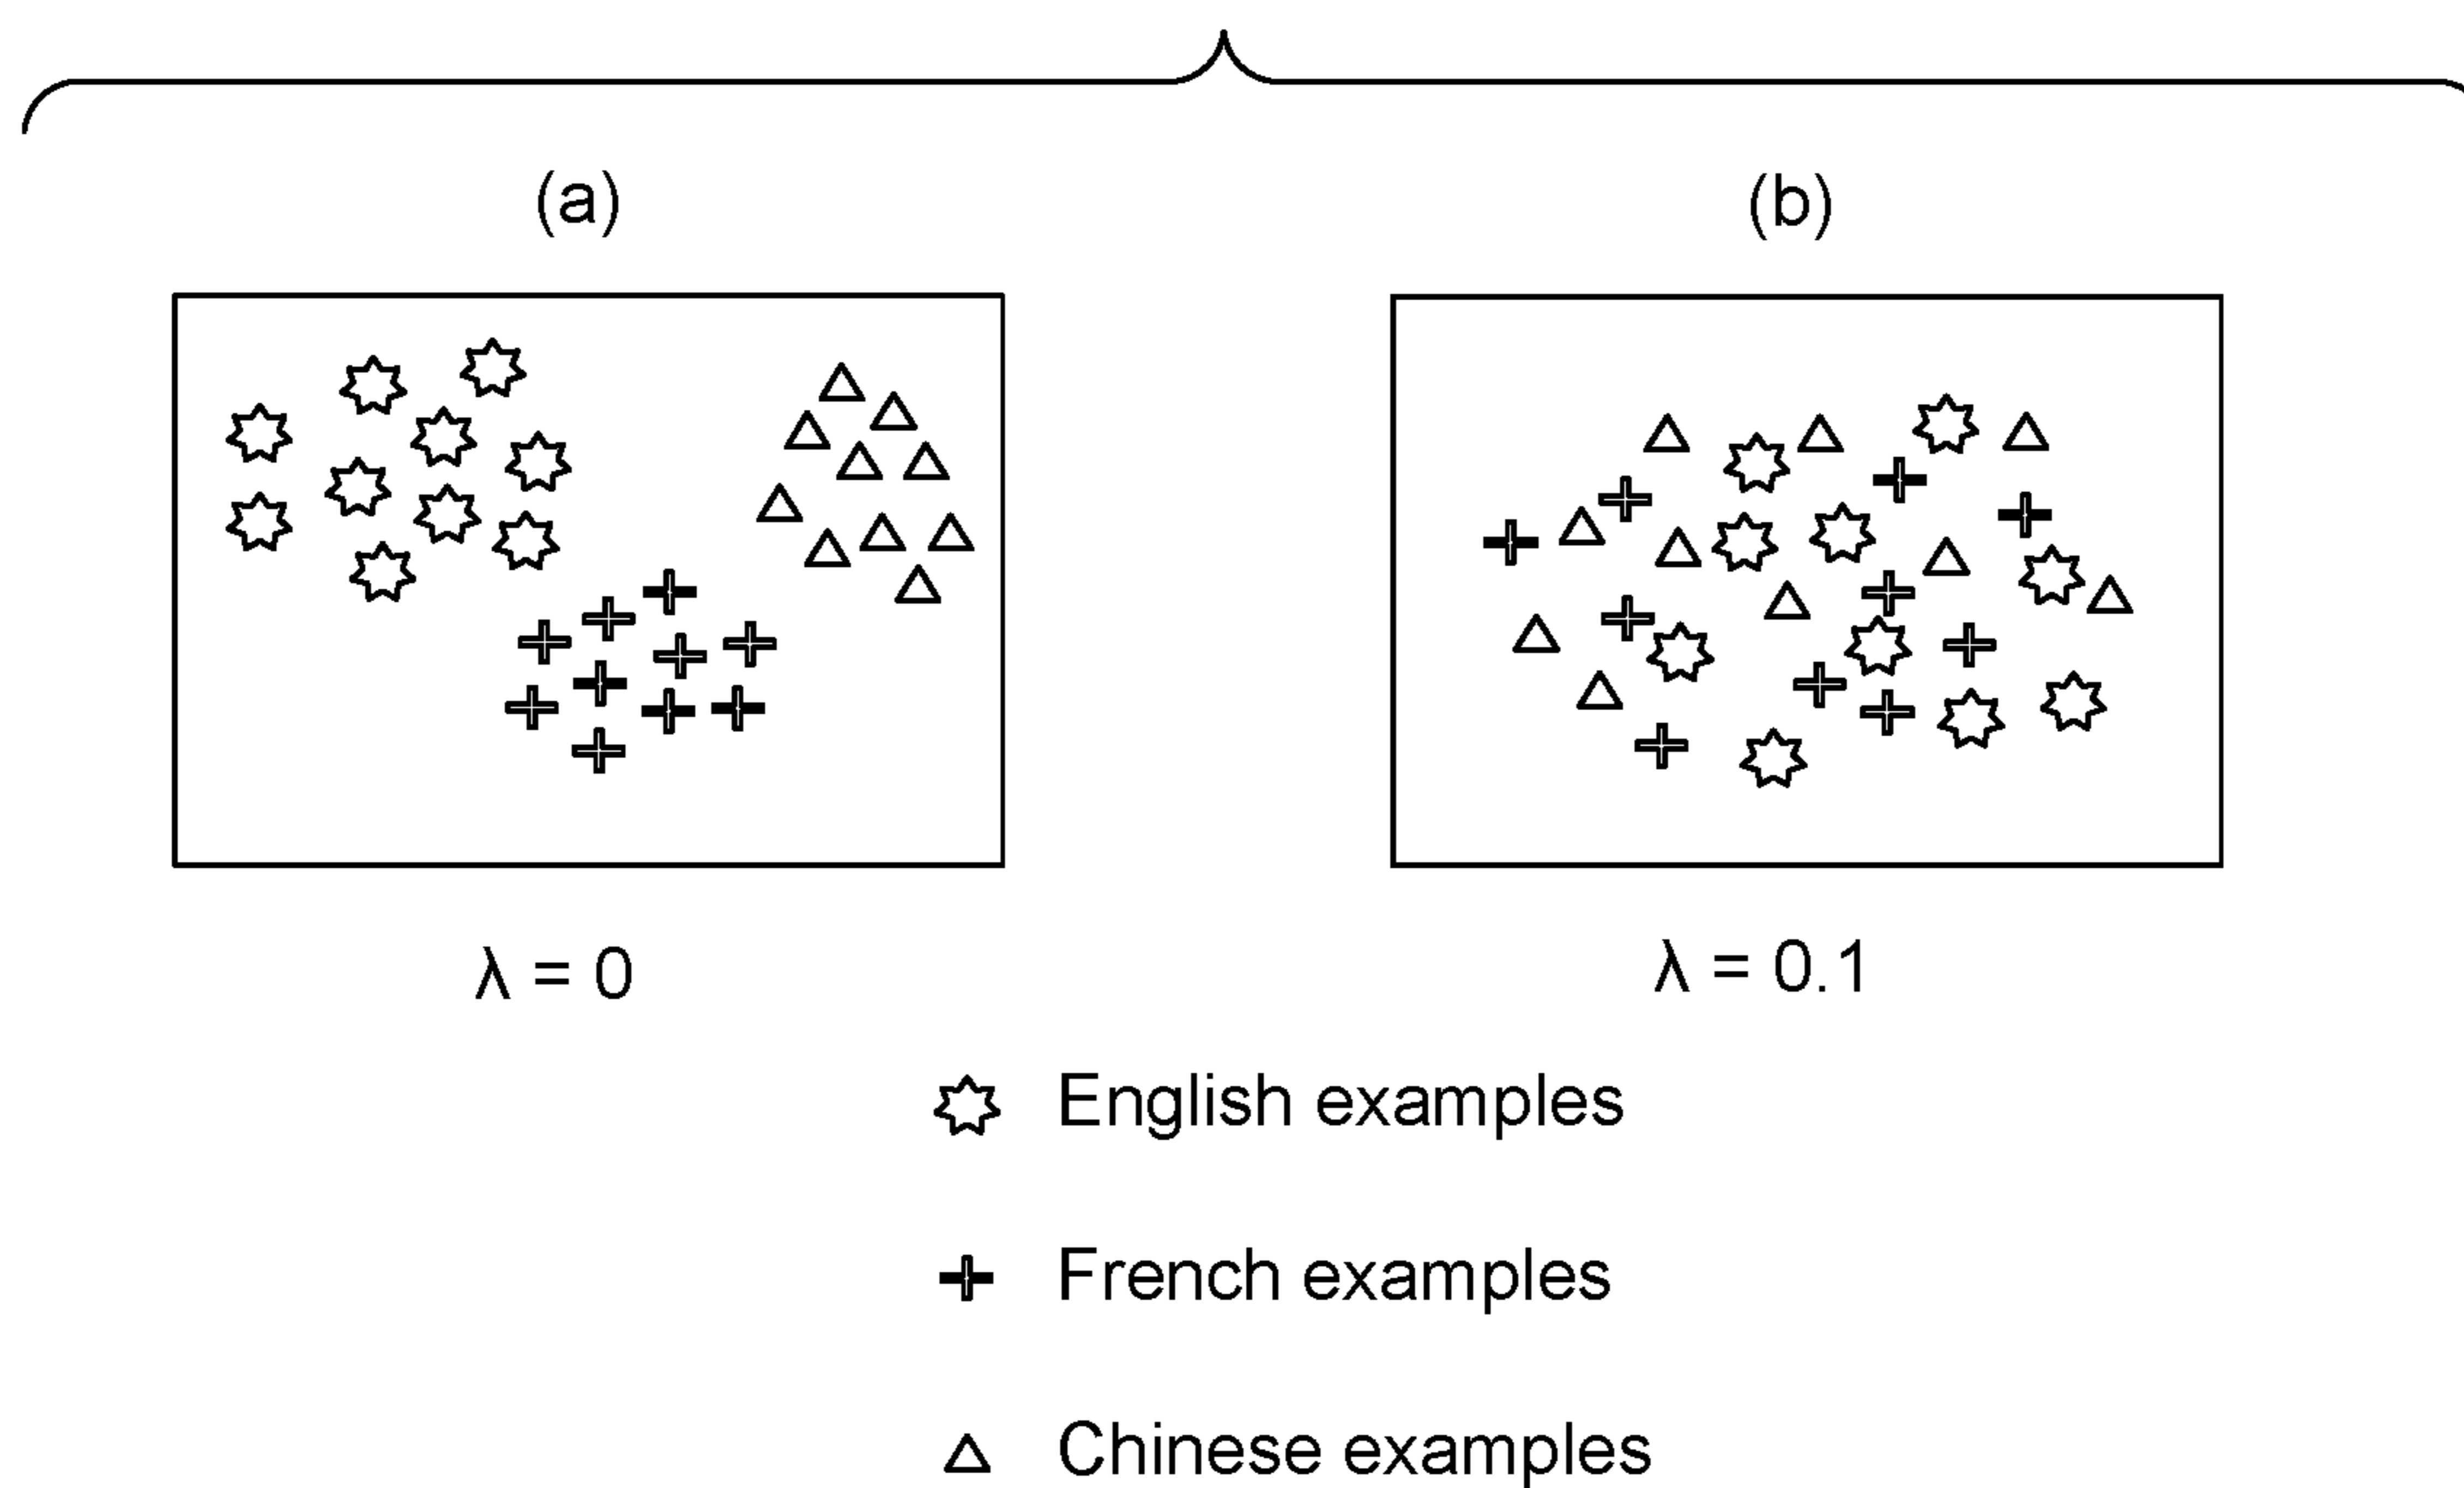 (a)
(b)
λ = 0
λ = 0.1
English examples
French examples
Chinese examples